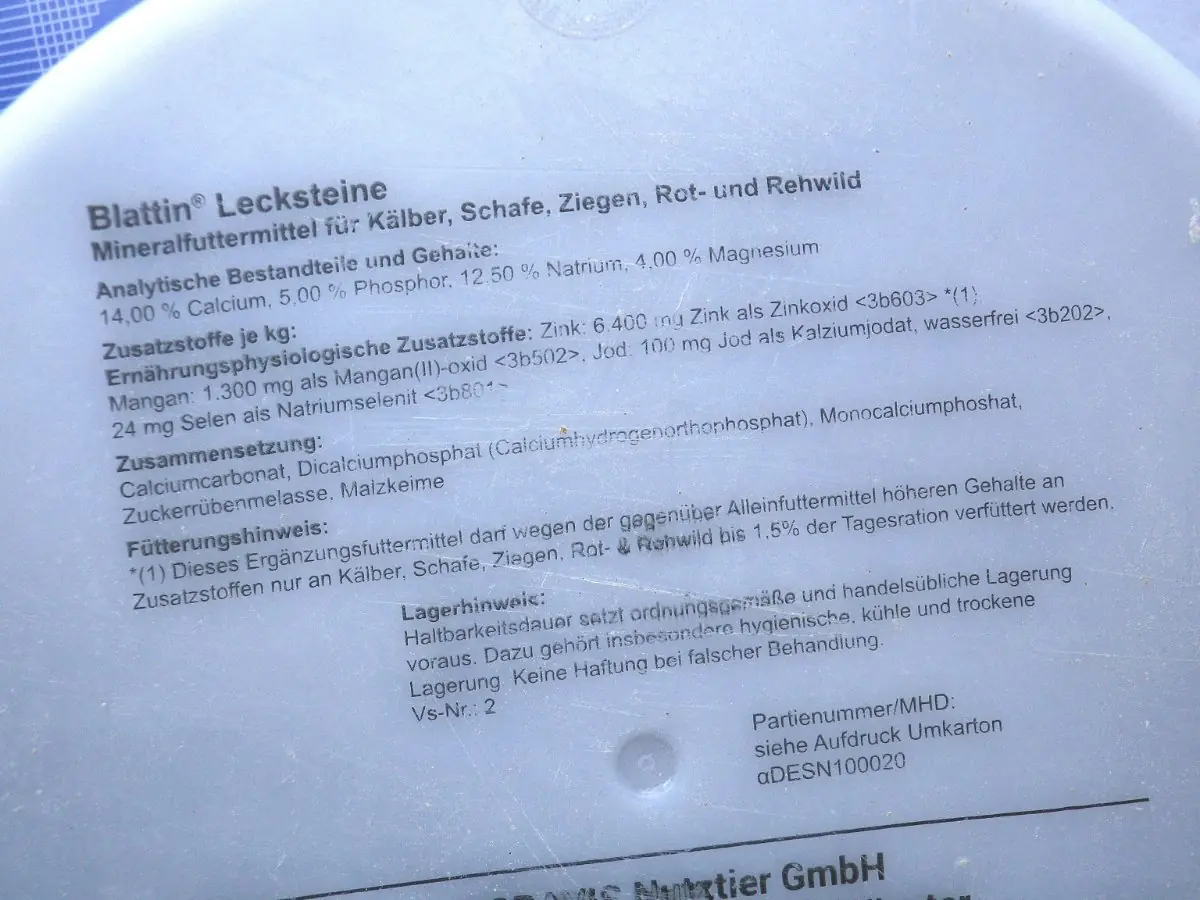 Blattin® Lecksteine
Mineralfuttermittel für Kälber, Schafe, Ziegen, Rot- und Rehwild
Analytische Bestandteile und Gehalte:
14,00 % Calcium, 5,00 % Phosphor, 12,50 % Natrium, 4,00 % Magnesium
Zusatzstoffe je kg:
Ernährungsphysiologische Zusatzstoffe: Zink: 6.400 mg Zink als Zinkoxid <3b603> *(1),
Mangan: 1.300 mg als Mangan(II)-oxid <3b502>, Jod: 100 mg Jod als Kalziumjodat, wasserfrei <3b202>,
24 mg Selen als Natriumselenit <3b801>
Zusammensetzung:
Calciumcarbonat, Dicalciumphosphat (Calciumhydrogenorthophosphat), Monocalciumphoshat,
Zuckerrübenmelasse, Malzkeime
Fütterungshinweis:
*(1) Dieses Ergänzungsfuttermittel darf wegen der gegenüber Alleinfuttermittel höheren Gehalte an
Zusatzstoffen nur an Kälber, Schafe, Ziegen, Rot- & Rehwild bis 1,5% der Tagesration verfüttert werden.
Lagerhinweis:
Haltbarkeitsdauer setzt ordnungsgemäße und handelsübliche Lagerung
voraus. Dazu gehört insbesondere hygienische, kühle und trockene
Lagerung. Keine Haftung bei falscher Behandlung.
Vs-Nr.: 2
Partienummer/MHD:
siehe Aufdruck Umkarton
αDESN100020
Nutztier GmbH